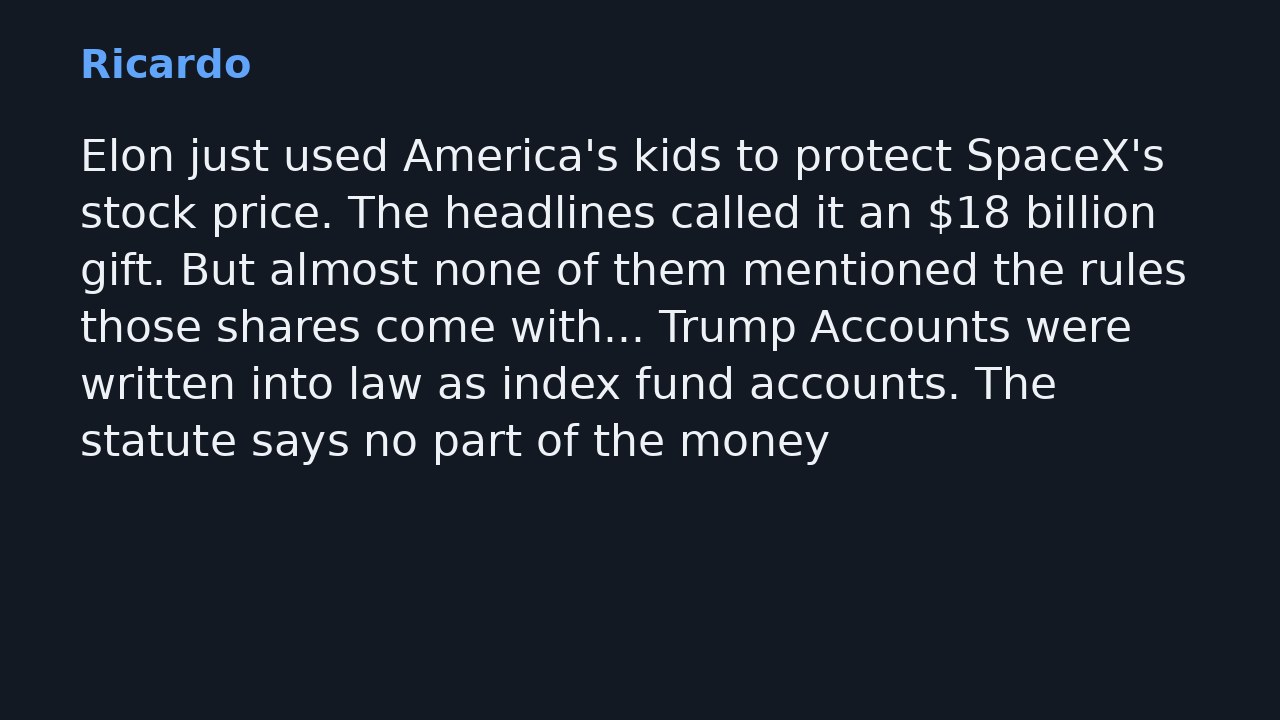 Ricardo
Elon just used America's kids to protect SpaceX's
stock price. The headlines called it an $18 billion
gift. But almost none of them mentioned the rules
those shares come with... Trump Accounts were
written into law as index fund accounts. The
statute says no part of the money